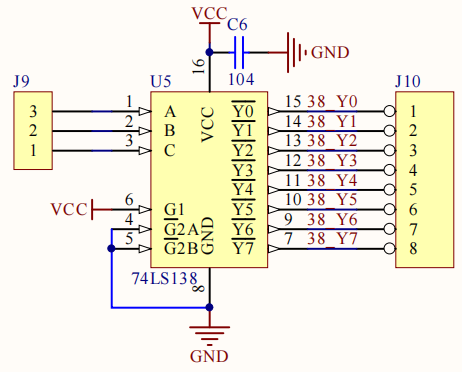 VCC
C6
GND
104
J9
U5
J10
16
VCC
3 1 A Y0 15 38_Y0 1
2 2 B Y1 14 38_Y1 2
1 3 C Y2 13 38_Y2 3
Y3 12 38_Y3 4
Y4 11 38_Y4 5
VCC 6 G1 Y5 10 38_Y5 6
4 G2A Y6 9 38_Y6 7
5 G2B Y7 7 38_Y7 8
GND
74LS138
8
GND